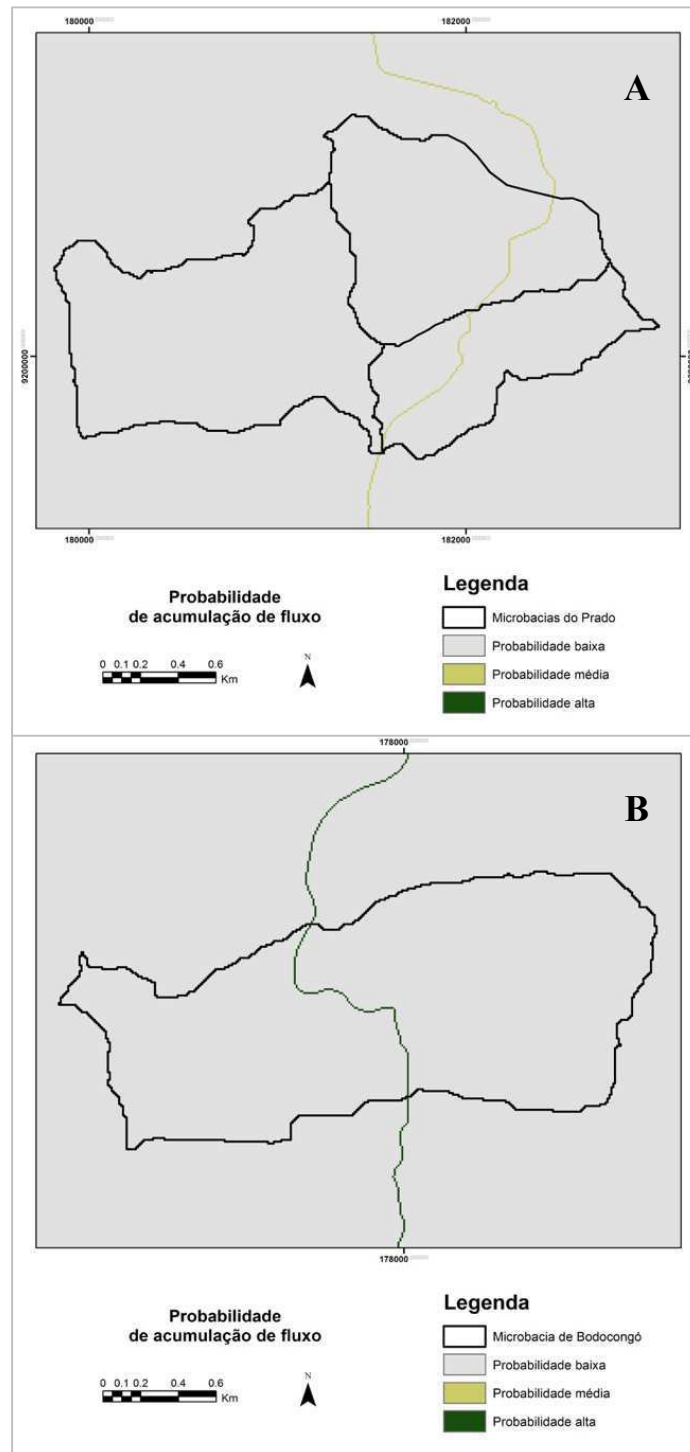 180000
182000
A
9200000
180000
182000
Probabilidade
de acumulação de fluxo
0 0.1 0.2 0.4 0.6
Km
N
Legenda
Microbacias do Prado
Probabilidade baixa
Probabilidade média
Probabilidade alta
178000
B
178000
Probabilidade
de acumulação de fluxo
0 0.1 0.2 0.4 0.6
Km
N
Legenda
Microbacia de Bodocongó
Probabilidade baixa
Probabilidade média
Probabilidade alta